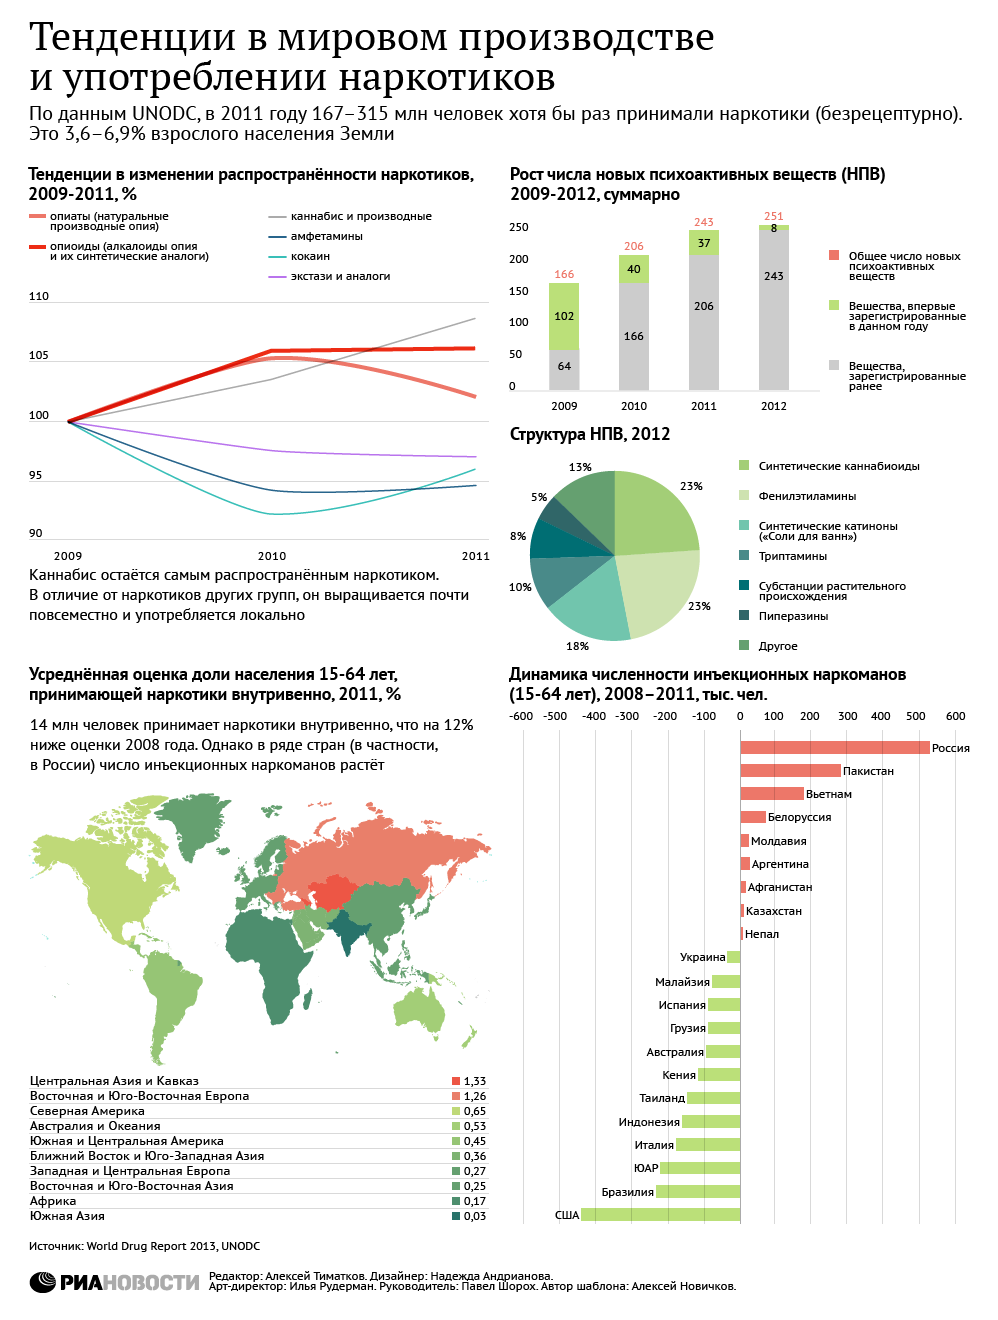 Тенденции в мировом производстве
и употреблении наркотиков
По данным UNODC, в 2011 году 167–315 млн человек хотя бы раз принимали наркотики (безрецептурно).
Это 3,6–6,9% взрослого населения Земли
Тенденции в изменении распространённости наркотиков,
2009-2011, %
опиаты (натуральные
производные опия)
опиоиды (алкалоиды опия
и их синтетические аналоги)
каннабис и производные
амфетамины
кокаин
экстази и аналоги
110
105
100
95
90
2009 2010 2011
Каннабис остаётся самым распространённым наркотиком.
В отличие от наркотиков других групп, он выращивается почти
повсеместно и употребляется локально
Рост числа новых психоактивных веществ (НПВ)
2009-2012, суммарно
250
200
150
100
50
0
166
102
64
206
40
166
243
37
206
251
8
243
2009 2010 2011 2012
Общее число новых
психоактивных
веществ
Вешества, впервые
зарегистрированные
в данном году
Вещества,
зарегистрированные
ранее
Структура НПВ, 2012
23%
23%
18%
10%
8%
5%
13%
Синтетические каннабиоиды
Фенилэтиламины
Синтетические катиноны
(«Соли для ванн»)
Триптамины
Субстанции растительного
происхождения
Пиперазины
Другое
Усреднённая оценка доли населения 15-64 лет,
принимающей наркотики внутривенно, 2011, %
14 млн человек принимает наркотики внутривенно, что на 12%
ниже оценки 2008 года. Однако в ряде стран (в частности,
в России) число инъекционных наркоманов растёт
Центральная Азия и Кавказ 1,33
Восточная и Юго-Восточная Европа 1,26
Северная Америка 0,65
Австралия и Океания 0,53
Южная и Центральная Америка 0,45
Ближний Восток и Юго-Западная Азия 0,36
Западная и Центральная Европа 0,27
Восточная и Юго-Восточная Азия 0,25
Африка 0,17
Южная Азия 0,03
Динамика численности инъекционных наркоманов
(15-64 лет), 2008–2011, тыс. чел.
-600 -500 -400 -300 -200 -100 0 100 200 300 400 500 600
Россия
Пакистан
Вьетнам
Белоруссия
Молдавия
Аргентина
Афганистан
Казахстан
Непал
Украина
Малайзия
Испания
Грузия
Австралия
Кения
Таиланд
Индонезия
Италия
ЮАР
Бразилия
США
Источник: World Drug Report 2013, UNODC
РИАНОВОСТИ
Редактор: Алексей Тиматков. Дизайнер: Надежда Андрианова.
Арт-директор: Илья Рудерман. Руководитель: Павел Шорох. Автор шаблона: Алексей Новичков.